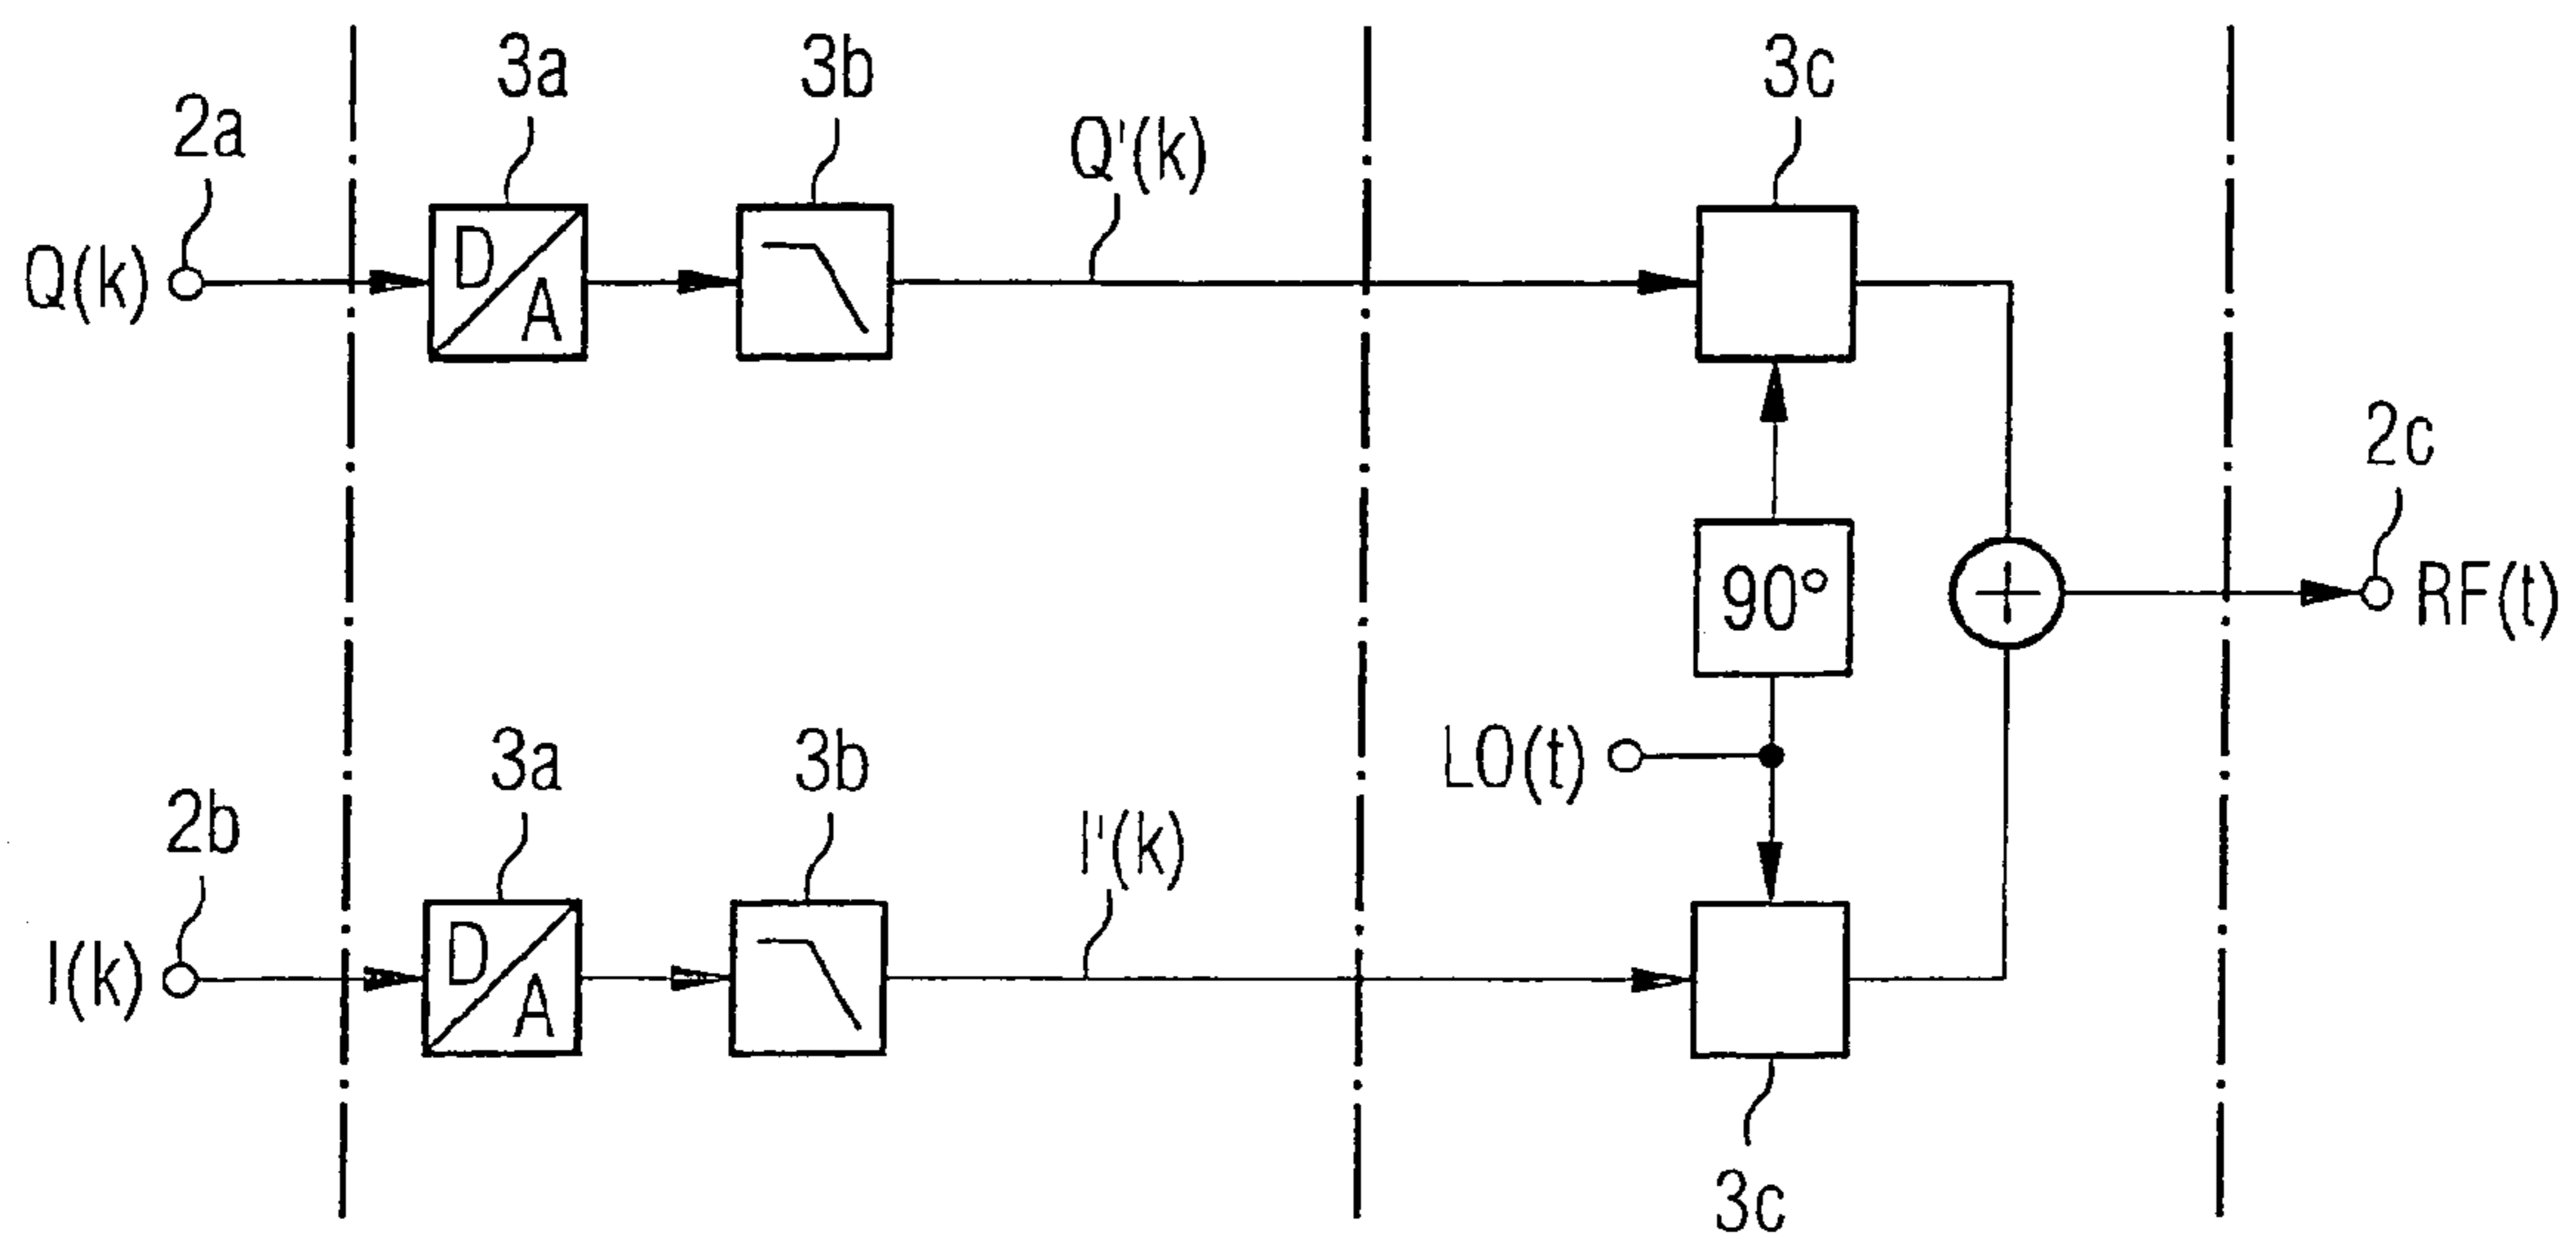 3a
3b
3c
2a
Q'(k)
Q(k)
D
A
2c
90°
RF(t)
3a
3b
LO(t)
2b
I'(k)
I(k)
D
A
3c